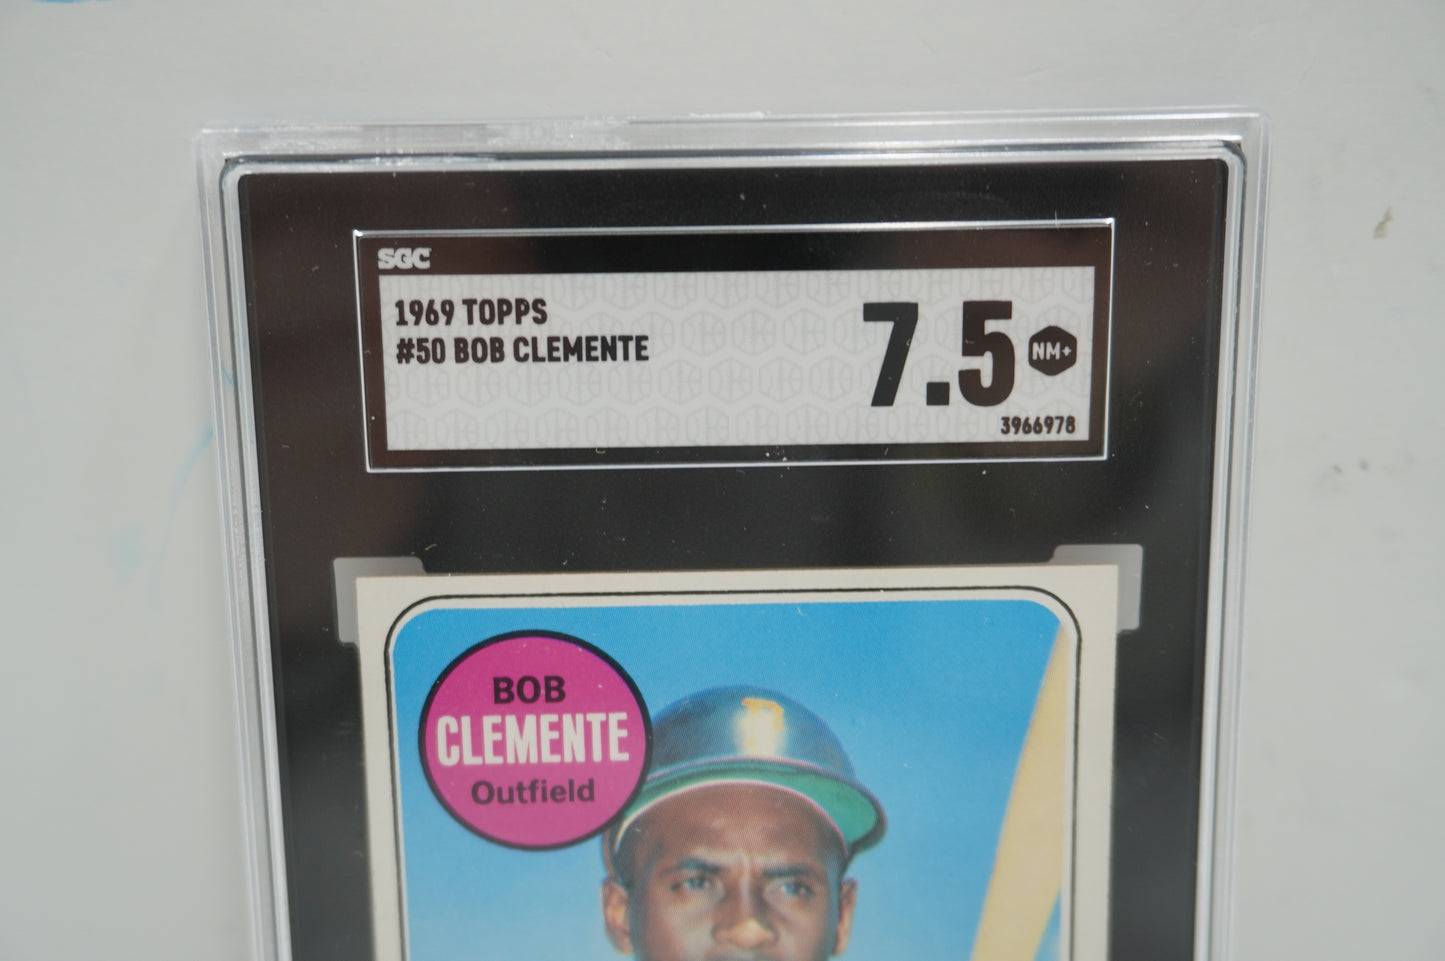 SGC
1969 TOPPS
#50 BOB CLEMENTE
7.5
NM+
3966978
BOB
CLEMENTE
Outfield